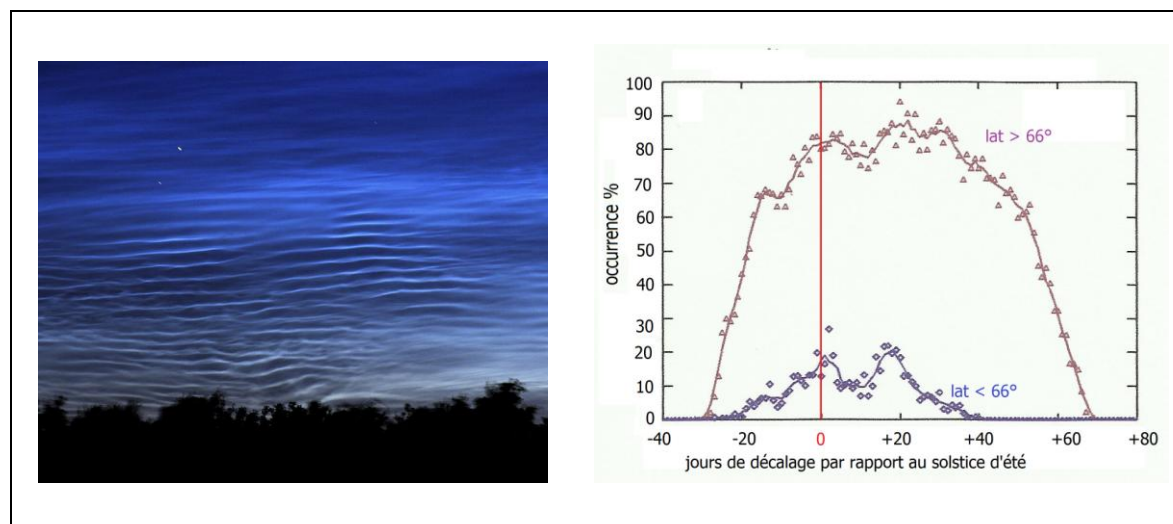 100
90
80
70
60
50
40
30
20
10
0
occurrence %
lat > 66°
lat < 66°
-40 -20 0 +20 +40 +60 +80
jours de décalage par rapport au solstice d'été